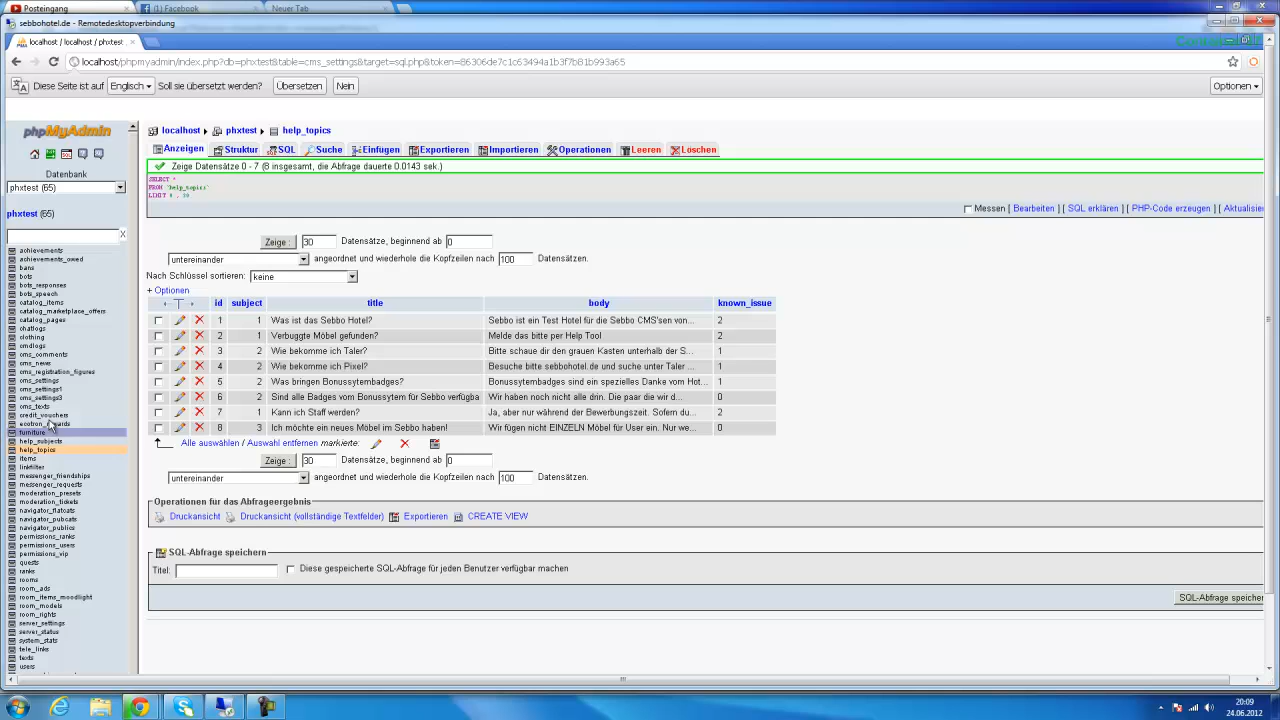 Posteingang
(1) Facebook
Neuer Tab
sebbohotel.de - Remotedesktopverbindung
localhost / localhost / phxtest
localhost/phpmyadmin/index.php?db=phxtest&table=cms_settings&target=sql.php&token=86306de7c1c63494a1b3f7b81b993a65
Diese Seite ist auf Englisch Soll sie übersetzt werden? Übersetzen Nein Optionen
phpMyAdmin
Datenbank
phxtest (65)
phxtest (65)
X
achievements
achievements_owed
bans
bots
bots_responses
bots_speech
catalog_items
catalog_marketplace_offers
catalog_pages
chatlogs
clothing
cmdlogs
cms_comments
cms_news
cms_registration_figures
cms_settings
cms_settings1
cms_settings3
cms_texts
credit_vouchers
furniture
help_subjects
help_topics
items
linkfilter
messenger_friendships
messenger_requests
moderation_presets
moderation_tickets
navigator_flatcats
navigator_pubcats
navigator_publics
permissions_ranks
permissions_users
permissions_vip
quests
ranks
rooms
room_ads
room_items_moodlight
room_models
room_rights
server_settings
server_status
system_stats
tele_links
texts
users
localhost phxtest help_topics
Anzeigen Struktur SQL Suche Einfügen Exportieren Importieren Operationen Leeren Löschen
Zeige Datensätze 0 - 7 (8 insgesamt, die Abfrage dauerte 0.0143 sek.)
SELECT *
FROM `help_topics`
LIMIT 0 , 30
Messen [ Bearbeiten ] [ SQL erklären ] [ PHP-Code erzeugen ] [ Aktualisie
Zeige : 30 Datensätze, beginnend ab 0
untereinander angeordnet und wiederhole die Kopfzeilen nach 100 Datensätzen.
Nach Schlüssel sortieren: keine
+ Optionen
id subject title body known_issue
1 1 Was ist das Sebbo Hotel? Sebbo ist ein Test Hotel für die Sebbo CMS'sen von... 2
2 1 Verbuggte Möbel gefunden? Melde das bitte per Help Tool 2
3 2 Wie bekomme ich Taler? Bitte schaue dir den grauen Kasten unterhalb der S... 1
4 2 Wie bekomme ich Pixel? Besuche bitte sebbohotel.de und suche unter Taler ... 1
5 2 Was bringen Bonussytembadges? Bonussytembadges sind ein spezielles Danke vom Hot... 1
6 2 Sind alle Badges vom Bonussytem für Sebbo verfügba Wir haben noch nicht alle drin. Die paar die wir d... 0
7 1 Kann ich Staff werden? Ja, aber nur während der Bewerbungszeit. Sofern du... 2
8 3 Ich möchte ein neues Möbel im Sebbo haben! Wir fügen nicht EINZELN Möbel für User ein. Nur we... 0
Alle auswählen / Auswahl entfernen markierte:
Zeige : 30 Datensätze, beginnend ab 0
untereinander angeordnet und wiederhole die Kopfzeilen nach 100 Datensätzen.
Operationen für das Abfrageergebnis
Druckansicht Druckansicht (vollständige Textfelder) Exportieren CREATE VIEW
SQL-Abfrage speichern
Titel: Diese gespeicherte SQL-Abfrage für jeden Benutzer verfügbar machen
SQL-Abfrage speicher
20:09
24.06.2012